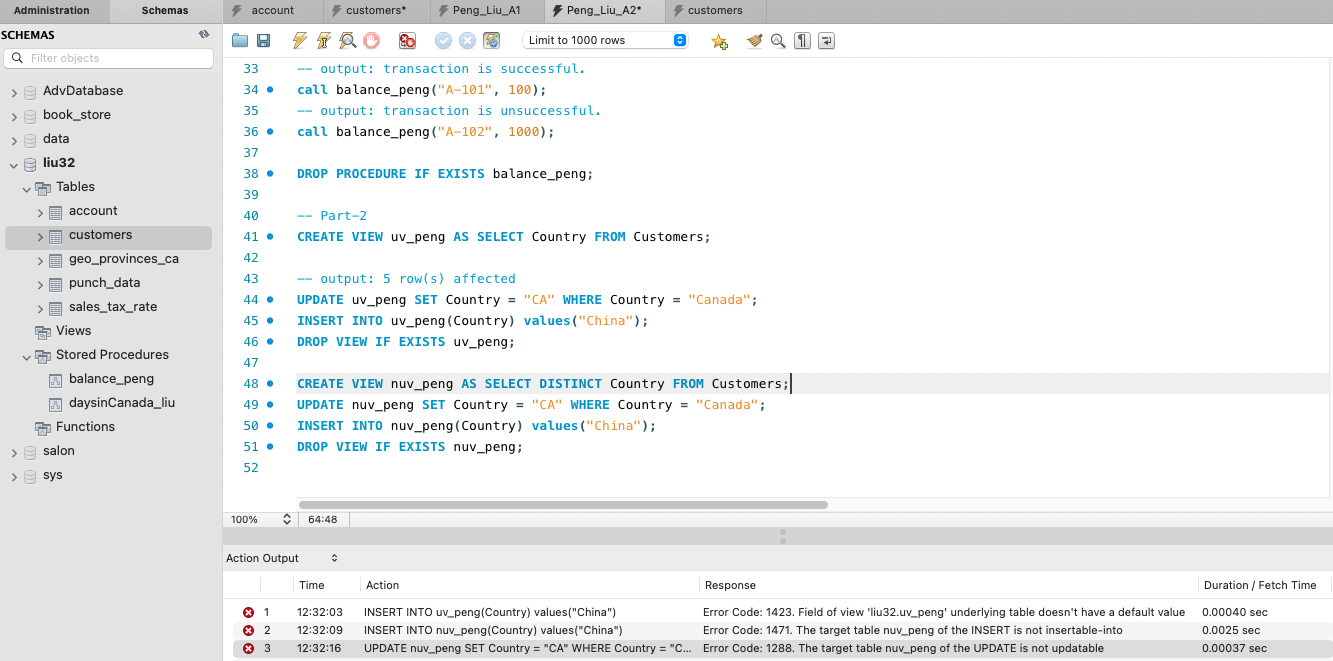 Administration
Schemas
account
customers*
Peng_Liu_A1
Peng_Liu_A2*
customers
SCHEMAS
Filter objects
AdvDatabase
book_store
data
liu32
Tables
account
customers
geo_provinces_ca
punch_data
sales_tax_rate
Views
Stored Procedures
balance_peng
daysinCanada_liu
Functions
salon
sys
Limit to 1000 rows
33 -- output: transaction is successful.
34 call balance_peng("A-101", 100);
35 -- output: transaction is unsuccessful.
36 call balance_peng("A-102", 1000);
37
38 DROP PROCEDURE IF EXISTS balance_peng;
39
40 -- Part-2
41 CREATE VIEW uv_peng AS SELECT Country FROM Customers;
42
43 -- output: 5 row(s) affected
44 UPDATE uv_peng SET Country = "CA" WHERE Country = "Canada";
45 INSERT INTO uv_peng(Country) values("China");
46 DROP VIEW IF EXISTS uv_peng;
47
48 CREATE VIEW nuv_peng AS SELECT DISTINCT Country FROM Customers;
49 UPDATE nuv_peng SET Country = "CA" WHERE Country = "Canada";
50 INSERT INTO nuv_peng(Country) values("China");
51 DROP VIEW IF EXISTS nuv_peng;
52
100% 64:48
Action Output
Time Action Response Duration / Fetch Time
1 12:32:03 INSERT INTO uv_peng(Country) values("China") Error Code: 1423. Field of view 'liu32.uv_peng' underlying table doesn't have a default value 0.00040 sec
2 12:32:09 INSERT INTO nuv_peng(Country) values("China") Error Code: 1471. The target table nuv_peng of the INSERT is not insertable-into 0.0025 sec
3 12:32:16 UPDATE nuv_peng SET Country = "CA" WHERE Country = "C... Error Code: 1288. The target table nuv_peng of the UPDATE is not updatable 0.00037 sec